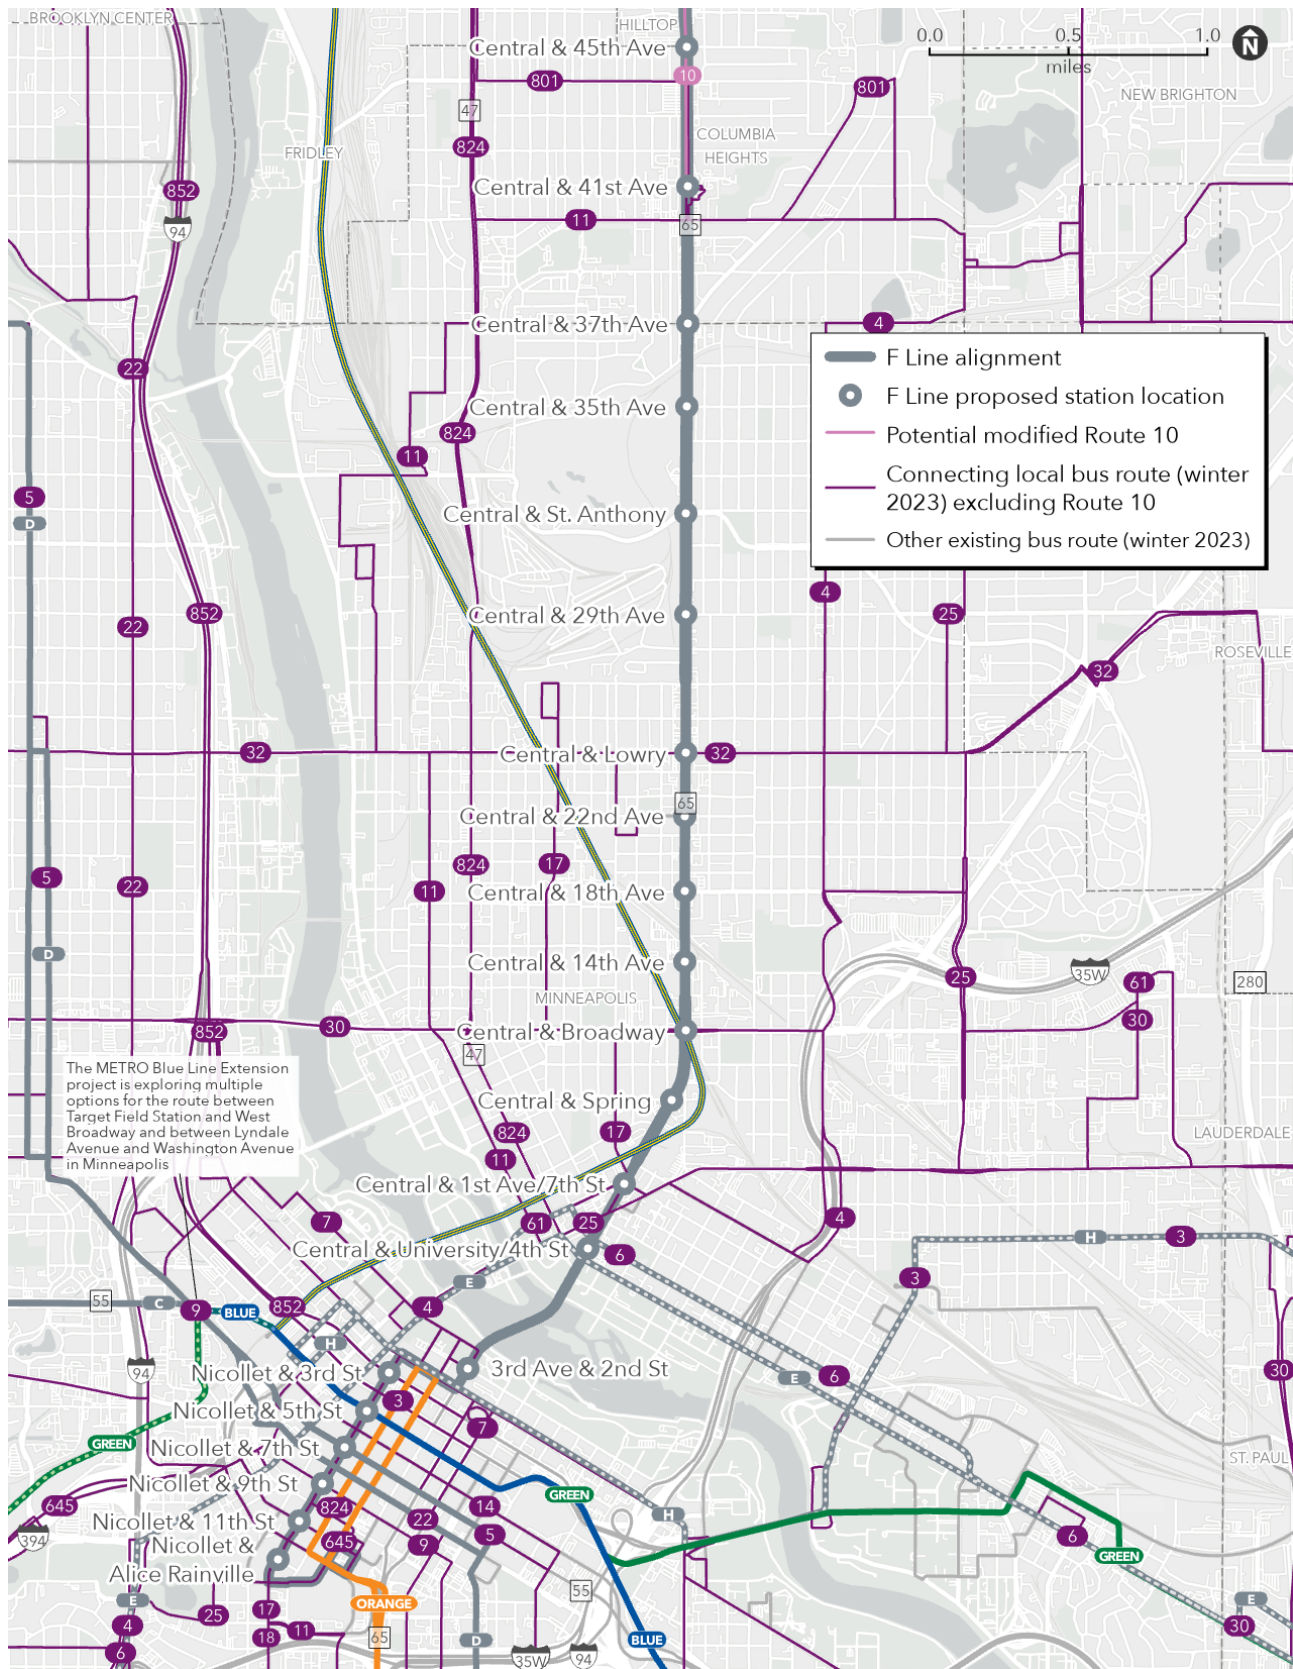 BROOKLYN CENTER
HILLTOP
Central & 45th Ave
0.0
0.5
1.0
miles
N
10
801
801
47
NEW BRIGHTON
COLUMBIA
HEIGHTS
FRIDLEY
824
852
94
Central & 41st Ave
11
65
Central & 37th Ave
4
22
F Line alignment
F Line proposed station location
Potential modified Route 10
Connecting local bus route (winter
2023) excluding Route 10
Other existing bus route (winter 2023)
Central & 35th Ave
824
11
5
D
Central & St. Anthony
4
25
852
22
Central & 29th Ave
ROSEVILLE
32
32
Central & Lowry
32
65
Central & 22nd Ave
824
17
5
22
11
Central & 18th Ave
D
Central & 14th Ave
25
35W
61
280
MINNEAPOLIS
30
852
30
Central & Broadway
47
The METRO Blue Line Extension
project is exploring multiple
options for the route between
Target Field Station and West
Broadway and between Lyndale
Avenue and Washington Avenue
in Minneapolis
Central & Spring
824
17
11
LAUDERDALE
Central & 1st Ave/7th St
7
61
25
4
Central & University/4th St
6
H
3
E
3
55
C
9
BLUE
852
4
H
94
Nicollet & 3rd St
3rd Ave & 2nd St
E
6
30
3
Nicollet & 5th St
7
GREEN
Nicollet & 7th St
ST. PAUL
Nicollet & 9th St
GREEN
645
824
14
H
394
Nicollet & 11th St
22
5
6
645
9
Nicollet &
Alice Rainville
GREEN
E
ORANGE
55
E
25
17
4
11
30
18
65
D
BLUE
6
35W
94